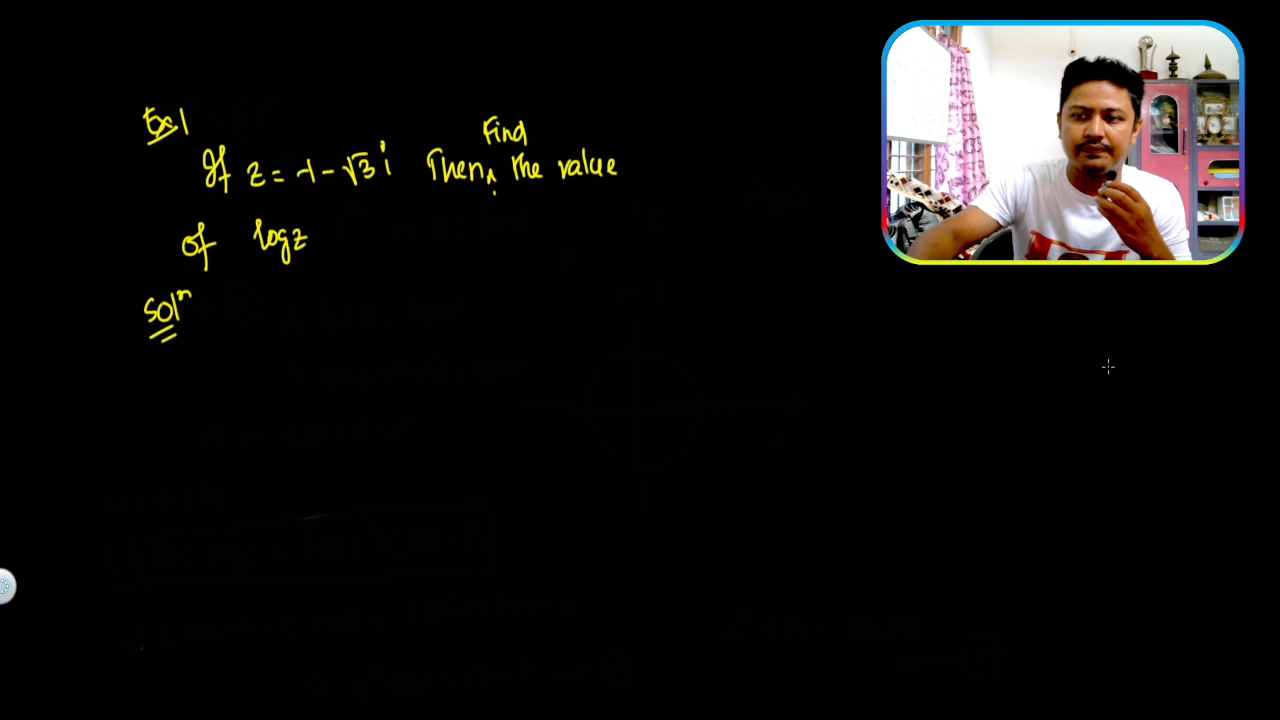 Ex1
Find
If z = -1 - √3 i Then, the value
of log z
Solⁿ